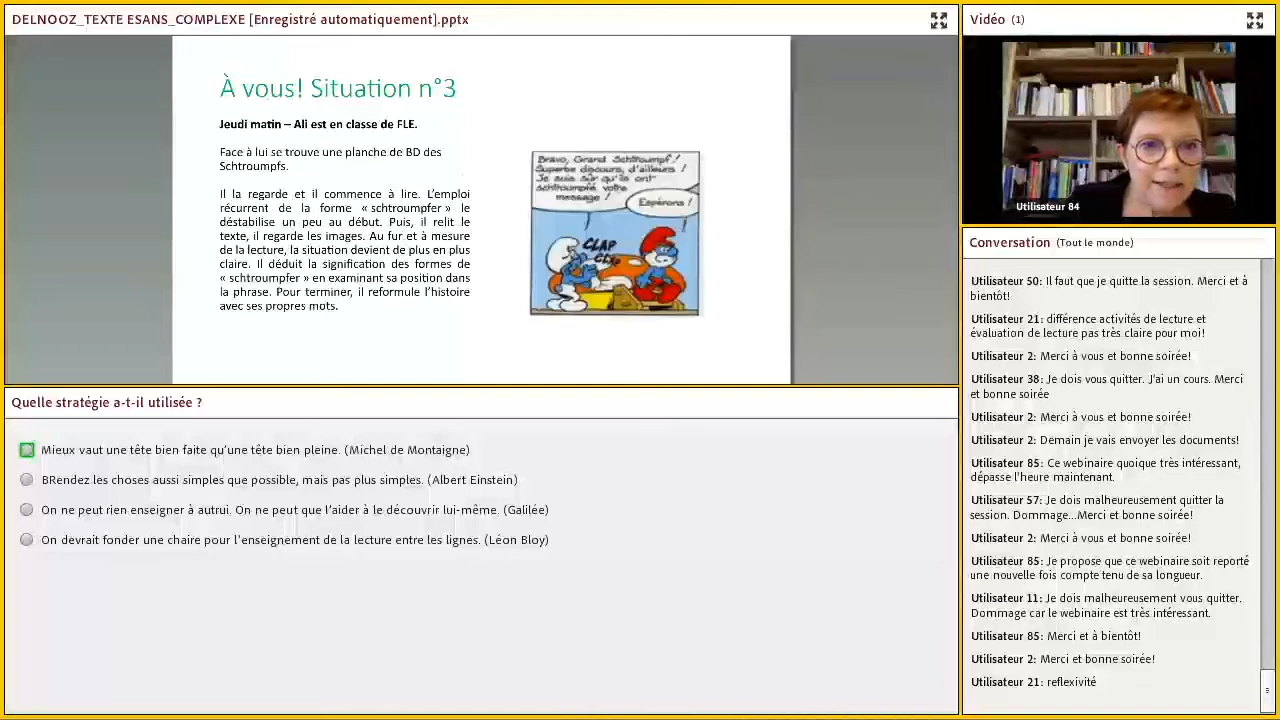 DELNOOZ_TEXTE ESANS_COMPLEXE [Enregistré automatiquement].pptx
À vous! Situation n°3
Jeudi matin – Ali est en classe de FLE.
Face à lui se trouve une planche de BD des
Schtroumpfs.
Il la regarde et il commence à lire. L'emploi
récurrent de la forme « schtroumpfer » le
déstabilise un peu au début. Puis, il relit le
texte, il regarde les images. Au fur et à mesure
de la lecture, la situation devient de plus en plus
claire. Il déduit la signification des formes de
« schtroumpfer » en examinant sa position dans
la phrase. Pour terminer, il reformule l'histoire
avec ses propres mots.
Bravo, Grand Schtroumpf !
Superbe discours, d'ailleurs !
Je suis sûr qu'ils ont
schtroumpfé votre
message !
Espérons !
CLAP
CLAP
Quelle stratégie a-t-il utilisée ?
Mieux vaut une tête bien faite qu'une tête bien pleine. (Michel de Montaigne)
BRendez les choses aussi simples que possible, mais pas plus simples. (Albert Einstein)
On ne peut rien enseigner à autrui. On ne peut que l'aider à le découvrir lui-même. (Galilée)
On devrait fonder une chaire pour l'enseignement de la lecture entre les lignes. (Léon Bloy)
Vidéo (1)
Utilisateur 84
Conversation (Tout le monde)
Utilisateur 50: Il faut que je quitte la session. Merci et à
bientôt!
Utilisateur 21: différence activités de lecture et
évaluation de lecture pas très claire pour moi!
Utilisateur 2: Merci à vous et bonne soirée!
Utilisateur 38: Je dois vous quitter. J'ai un cours. Merci
et bonne soirée
Utilisateur 2: Merci à vous et bonne soirée!
Utilisateur 2: Demain je vais envoyer les documents!
Utilisateur 85: Ce webinaire quoique très intéressant,
dépasse l'heure maintenant.
Utilisateur 57: Je dois malheureusement quitter la
session. Dommage...Merci et bonne soirée!
Utilisateur 2: Merci à vous et bonne soirée!
Utilisateur 85: Je propose que ce webinaire soit reporté
une nouvelle fois compte tenu de sa longueur.
Utilisateur 11: Je dois malheureusement vous quitter.
Dommage car le webinaire est très intéressant.
Utilisateur 85: Merci et à bientôt!
Utilisateur 2: Merci et bonne soirée!
Utilisateur 21: reflexivité